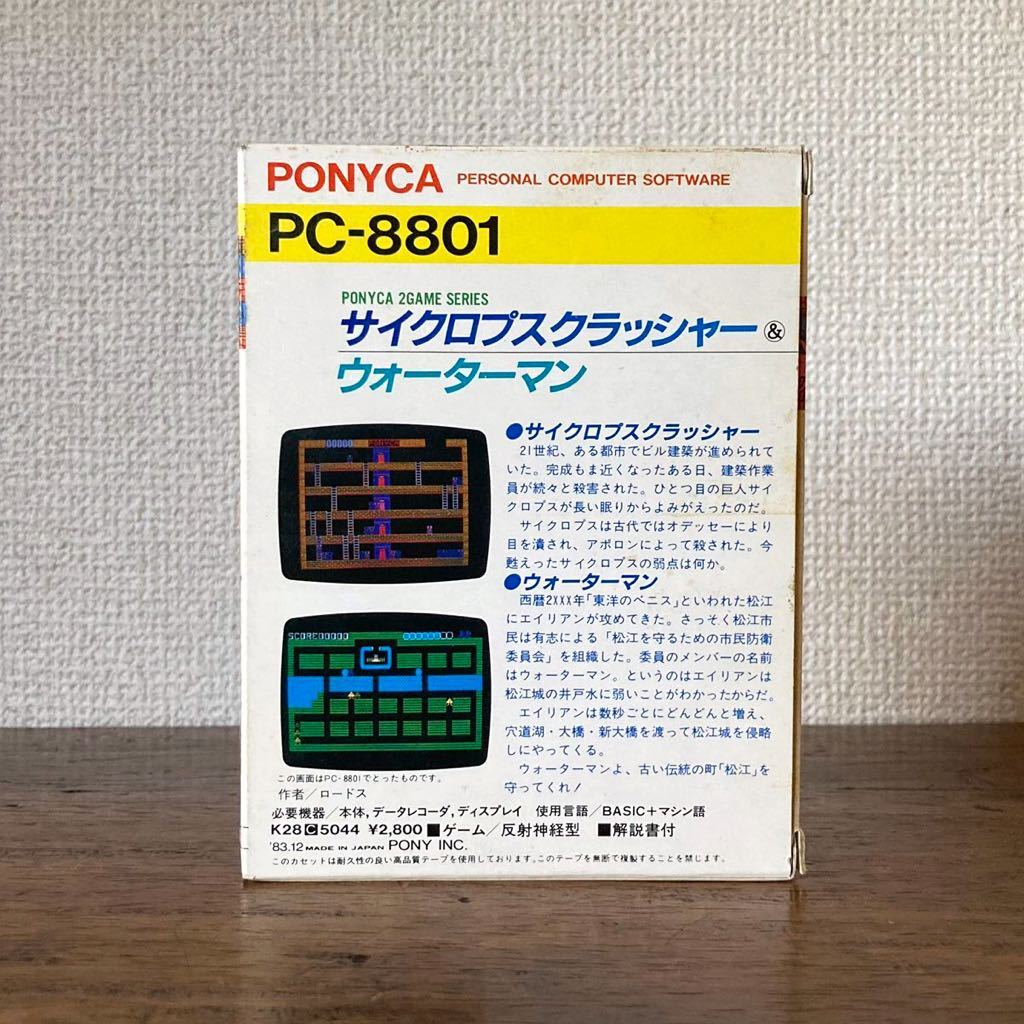 PONYCA PERSONAL COMPUTER SOFTWARE
PC-8801
PONYCA 2GAME SERIES
サイクロプスクラッシャー&
ウォーターマン
●サイクロプスクラッシャー
21世紀、ある都市でビル建築が進められて
いた。完成もま近くなったある日、建築作業
員が続々と殺害された。ひとつ目の巨人サイ
クロプスが長い眠りからよみがえったのだ。
サイクロプスは古代ではオデッセーにより
目を潰され、アポロンによって殺された。今
甦えったサイクロプスの弱点は何か。
●ウォーターマン
西暦2XXX年「東洋のベニス」といわれた松江
にエイリアンが攻めてきた。さっそく松江市
民は有志による「松江を守るための市民防衛
委員会」を組織した。委員のメンバーの名前
はウォーターマン。というのはエイリアンは
松江城の井戸水に弱いことがわかったからだ。
エイリアンは数秒ごとにどんどんと増え、
宍道湖・大橋・新大橋を渡って松江城を侵略
しにやってくる。
ウォーターマンよ、古い伝統の町「松江」を
守ってくれ!
00000 PONYCA
SCORE00000
この画面はPC-8801でとったものです。
作者/ロードス
必要機器/本体,データレコーダ,ディスプレイ 使用言語/BASIC+マシン語
K28C5044 ¥2,800 ■ゲーム/反射神経型 ■解説書付
'83.12 MADE IN JAPAN PONY INC.
このカセットは耐久性の良い高品質テープを使用しております。このテープを無断で複製することを禁じます。